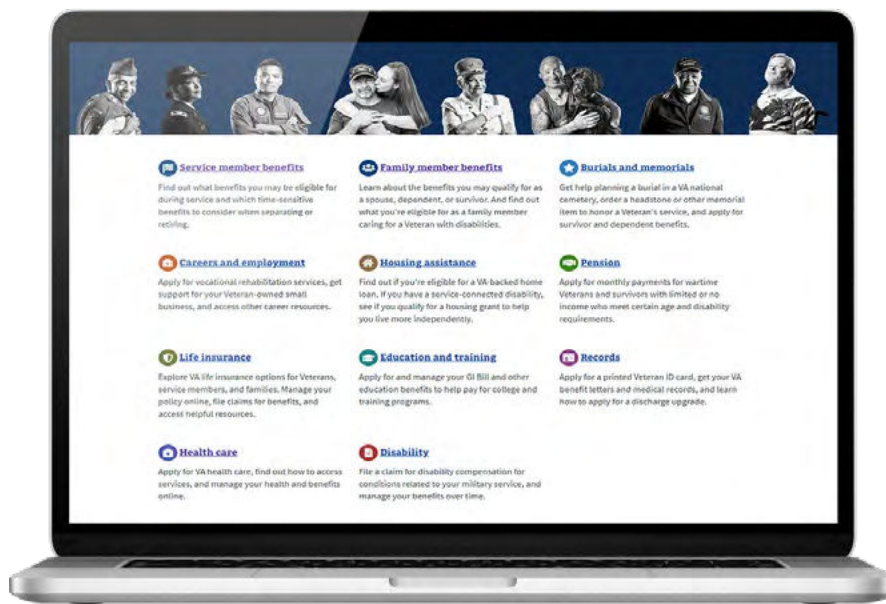 Service member benefits
Find out what benefits you may be eligible for
during service and which time-sensitive
benefits to consider when separating or
retiring.
Family member benefits
Learn about the benefits you may qualify for as
a spouse, dependent, or survivor. And find out
what you're eligible for as a family member
caring for a Veteran with disabilities.
Burials and memorials
Get help planning a burial in a VA national
cemetery, order a headstone or other memorial
item to honor a Veteran's service, and apply for
survivor and dependent benefits.
Careers and employment
Apply for vocational rehabilitation services, get
support for your Veteran-owned small
business, and access other career resources.
Housing assistance
Find out if you're eligible for a VA-backed home
loan. If you have a service-connected disability,
see if you qualify for a housing grant to help
you live more independently.
Pension
Apply for monthly payments for wartime
Veterans and survivors with limited or no
income who meet certain age and disability
requirements.
Life insurance
Explore VA life insurance options for Veterans,
service members, and families. Manage your
policy online, file claims for benefits, and
access helpful resources.
Education and training
Apply for and manage your GI Bill and other
education benefits to help pay for college and
training programs.
Records
Apply for a printed Veteran ID card, get your VA
benefit letters and medical records, and learn
how to apply for a discharge upgrade.
Health care
Apply for VA health care, find out how to access
services, and manage your health and benefits
online.
Disability
File a claim for disability compensation for
conditions related to your military service, and
manage your benefits over time.